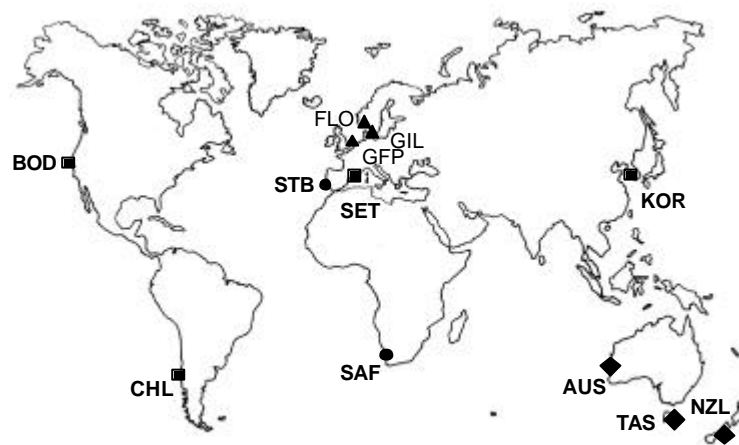 FLO
GIL
BOD
GFP
STB
KOR
SET
SAF
AUS
CHL
NZL
TAS